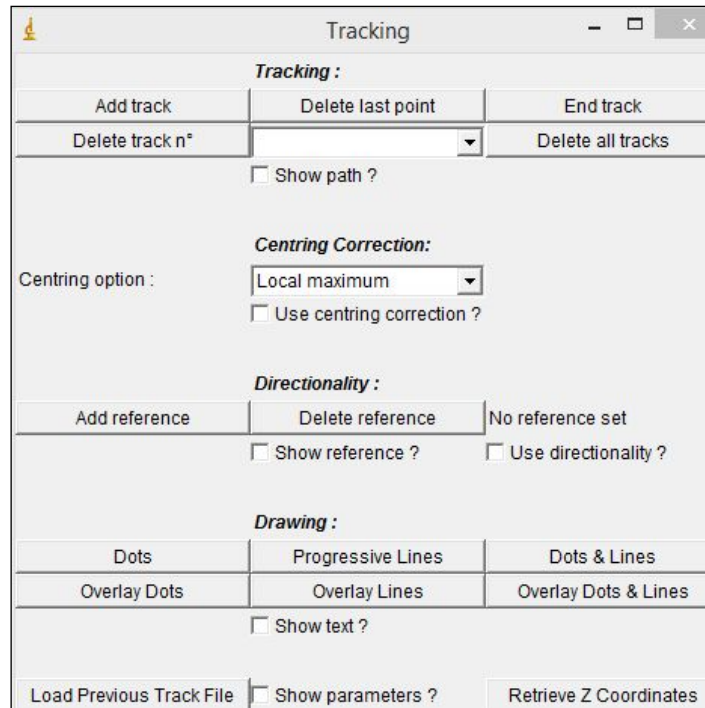 Tracking
Tracking :
Add track Delete last point End track
Delete track n° Delete all tracks
Show path ?
Centring Correction:
Centring option : Local maximum
Use centring correction ?
Directionality :
Add reference Delete reference No reference set
Show reference ? Use directionality ?
Drawing :
Dots Progressive Lines Dots & Lines
Overlay Dots Overlay Lines Overlay Dots & Lines
Show text ?
Load Previous Track File Show parameters ? Retrieve Z Coordinates